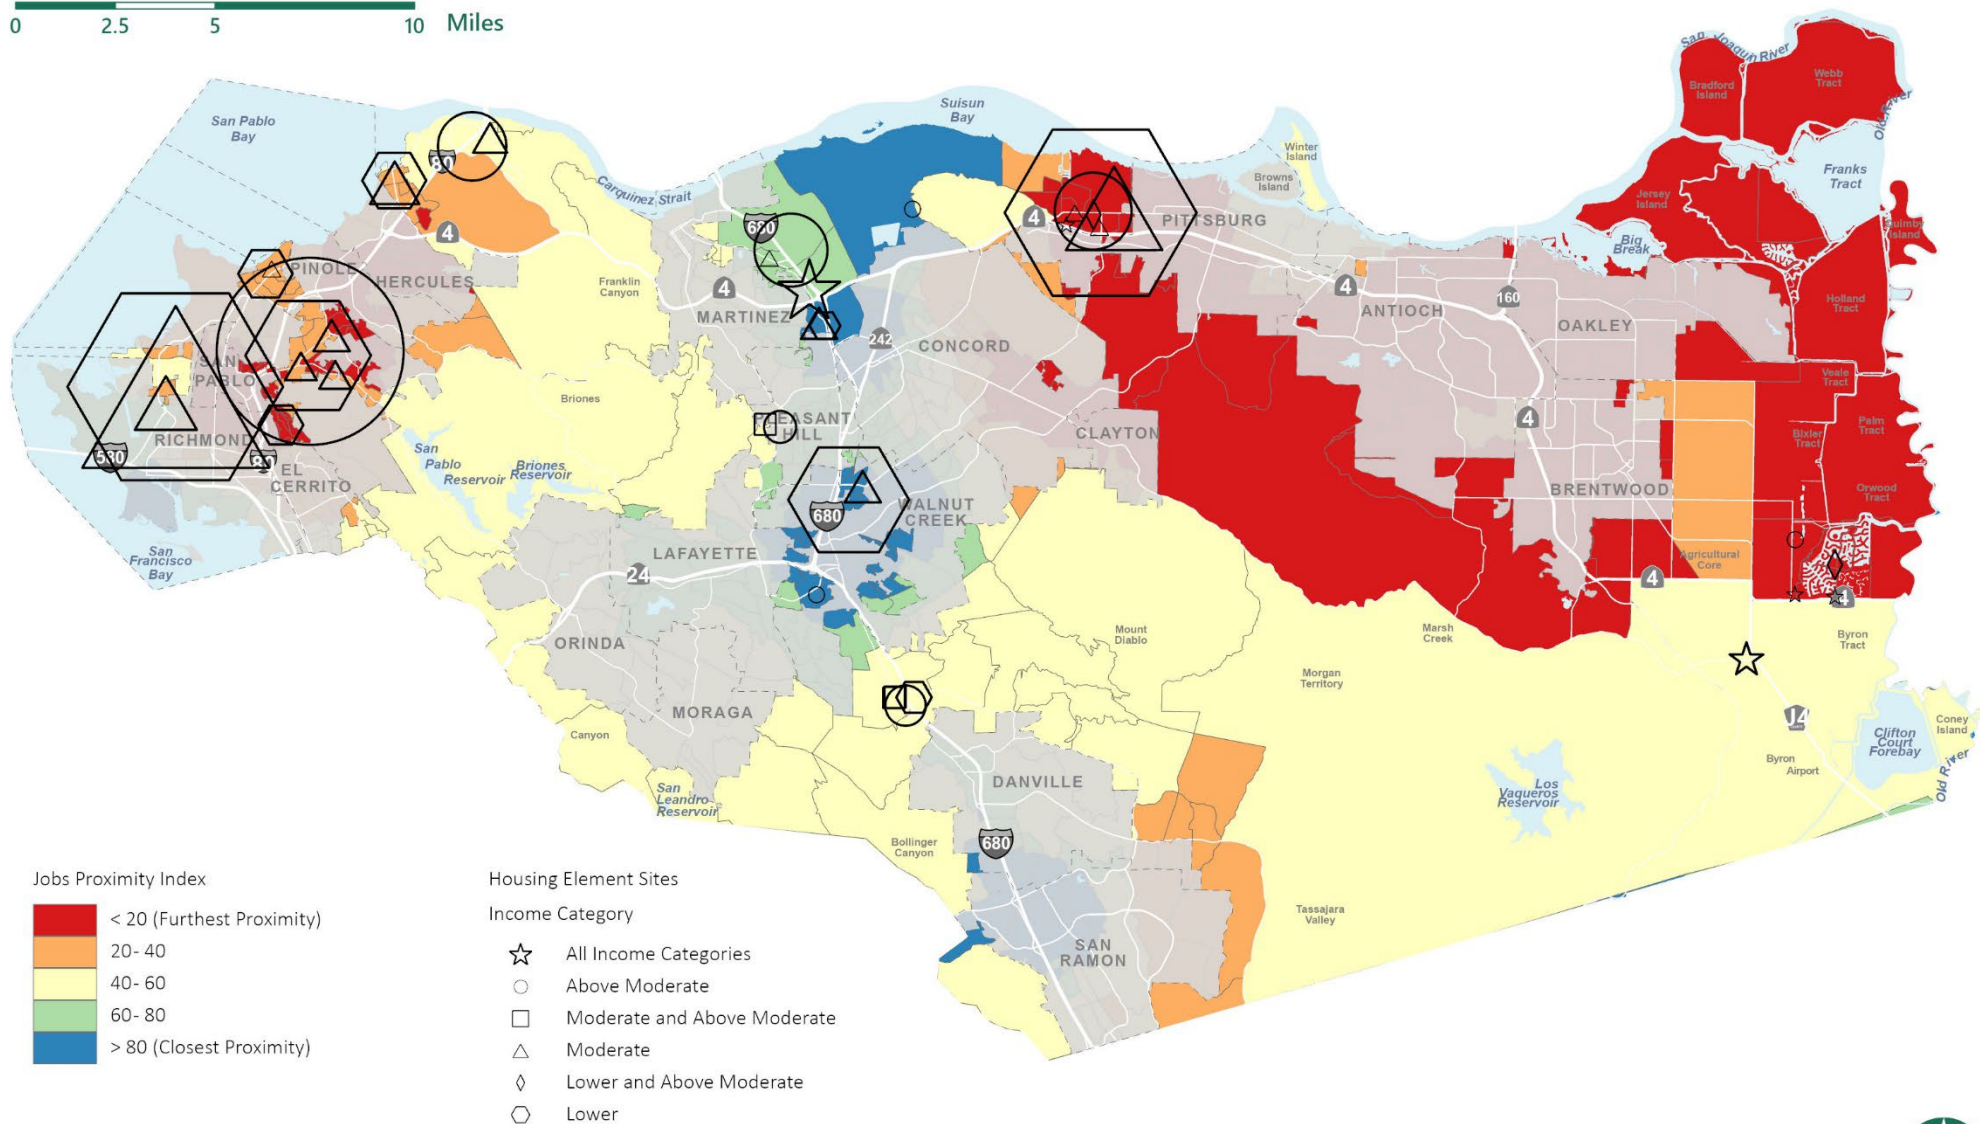 0 2.5 5 10 Miles
San Joaquin River
Webb
Tract
Bradford
Island
Old River
San Pablo
Bay
Suisun
Bay
Winter
Island
Browns
Island
Franks
Tract
Jersey
Island
Quimby
Island
Big
Break
80
Carquinez Strait
680
4
4
PITTSBURG
4
PINOLE
HERCULES
Franklin
Canyon
4
MARTINEZ
4
160
Holland
Tract
ANTIOCH
OAKLEY
242
CONCORD
SAN
PABLO
Veale
Tract
Briones
PLEASANT
HILL
CLAYTON
4
Palm
Tract
Bixler
Tract
RICHMOND
580
80
EL
CERRITO
San
Pablo
Reservoir
Briones
Reservoir
BRENTWOOD
Orwood
Tract
680
WALNUT
CREEK
San
Francisco
Bay
LAFAYETTE
24
Agricultural
Core
4
4
ORINDA
Mount
Diablo
Marsh
Creek
Byron
Tract
Morgan
Territory
MORAGA
Canyon
J4
Coney
Island
Clifton
Court
Forebay
Byron
Airport
Old River
DANVILLE
San
Leandro
Reservoir
Los
Vaqueros
Reservoir
680
Bollinger
Canyon
Tassajara
Valley
SAN
RAMON
Jobs Proximity Index
< 20 (Furthest Proximity)
20 - 40
40 - 60
60 - 80
> 80 (Closest Proximity)
Housing Element Sites
Income Category
All Income Categories
Above Moderate
Moderate and Above Moderate
Moderate
Lower and Above Moderate
Lower